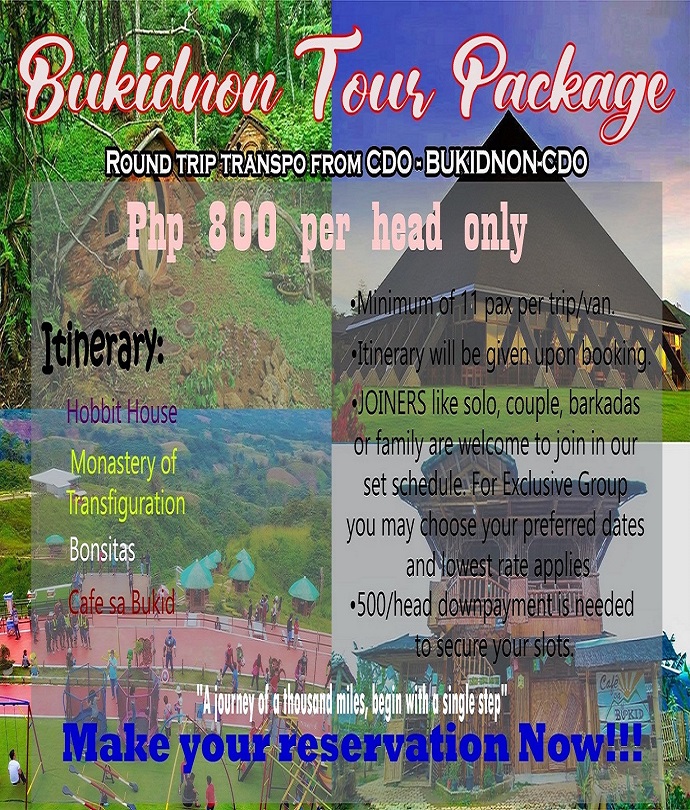 Bukidnon Tour Package
ROUND TRIP TRANSPO FROM CDO - BUKIDNON-CDO
Php 800 per head only
Itinerary:
Hobbit House
Monastery of
Transfiguration
Bonsitas
Cafe sa Bukid
•Minimum of 11 pax per trip/van.
•Itinerary will be given upon booking.
•JOINERS like solo, couple, barkadas
or family are welcome to join in our
set schedule. For Exclusive Group
you may choose your preferred dates
and lowest rate applies
•500/head downpayment is needed
to secure your slots.
Café
sa
BUKID
"A journey of a thousand miles, begin with a single step"
Make your reservation Now!!!